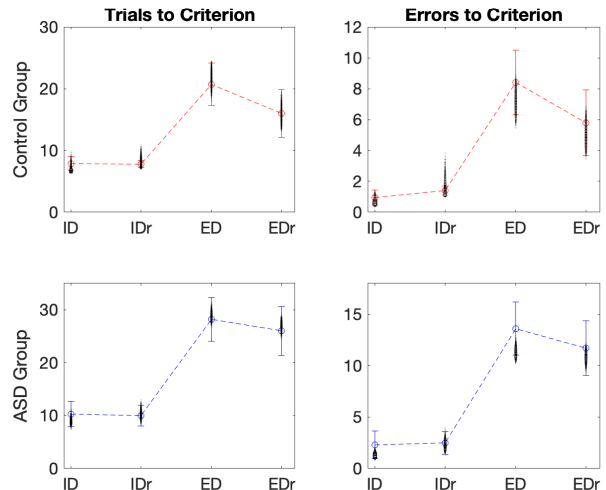 Trials to Criterion
Errors to Criterion
Control Group
30
20
10
0
ID IDr ED EDr
12
10
8
6
4
2
0
ID IDr ED EDr
ASD Group
30
20
10
0
ID IDr ED EDr
15
10
5
0
ID IDr ED EDr